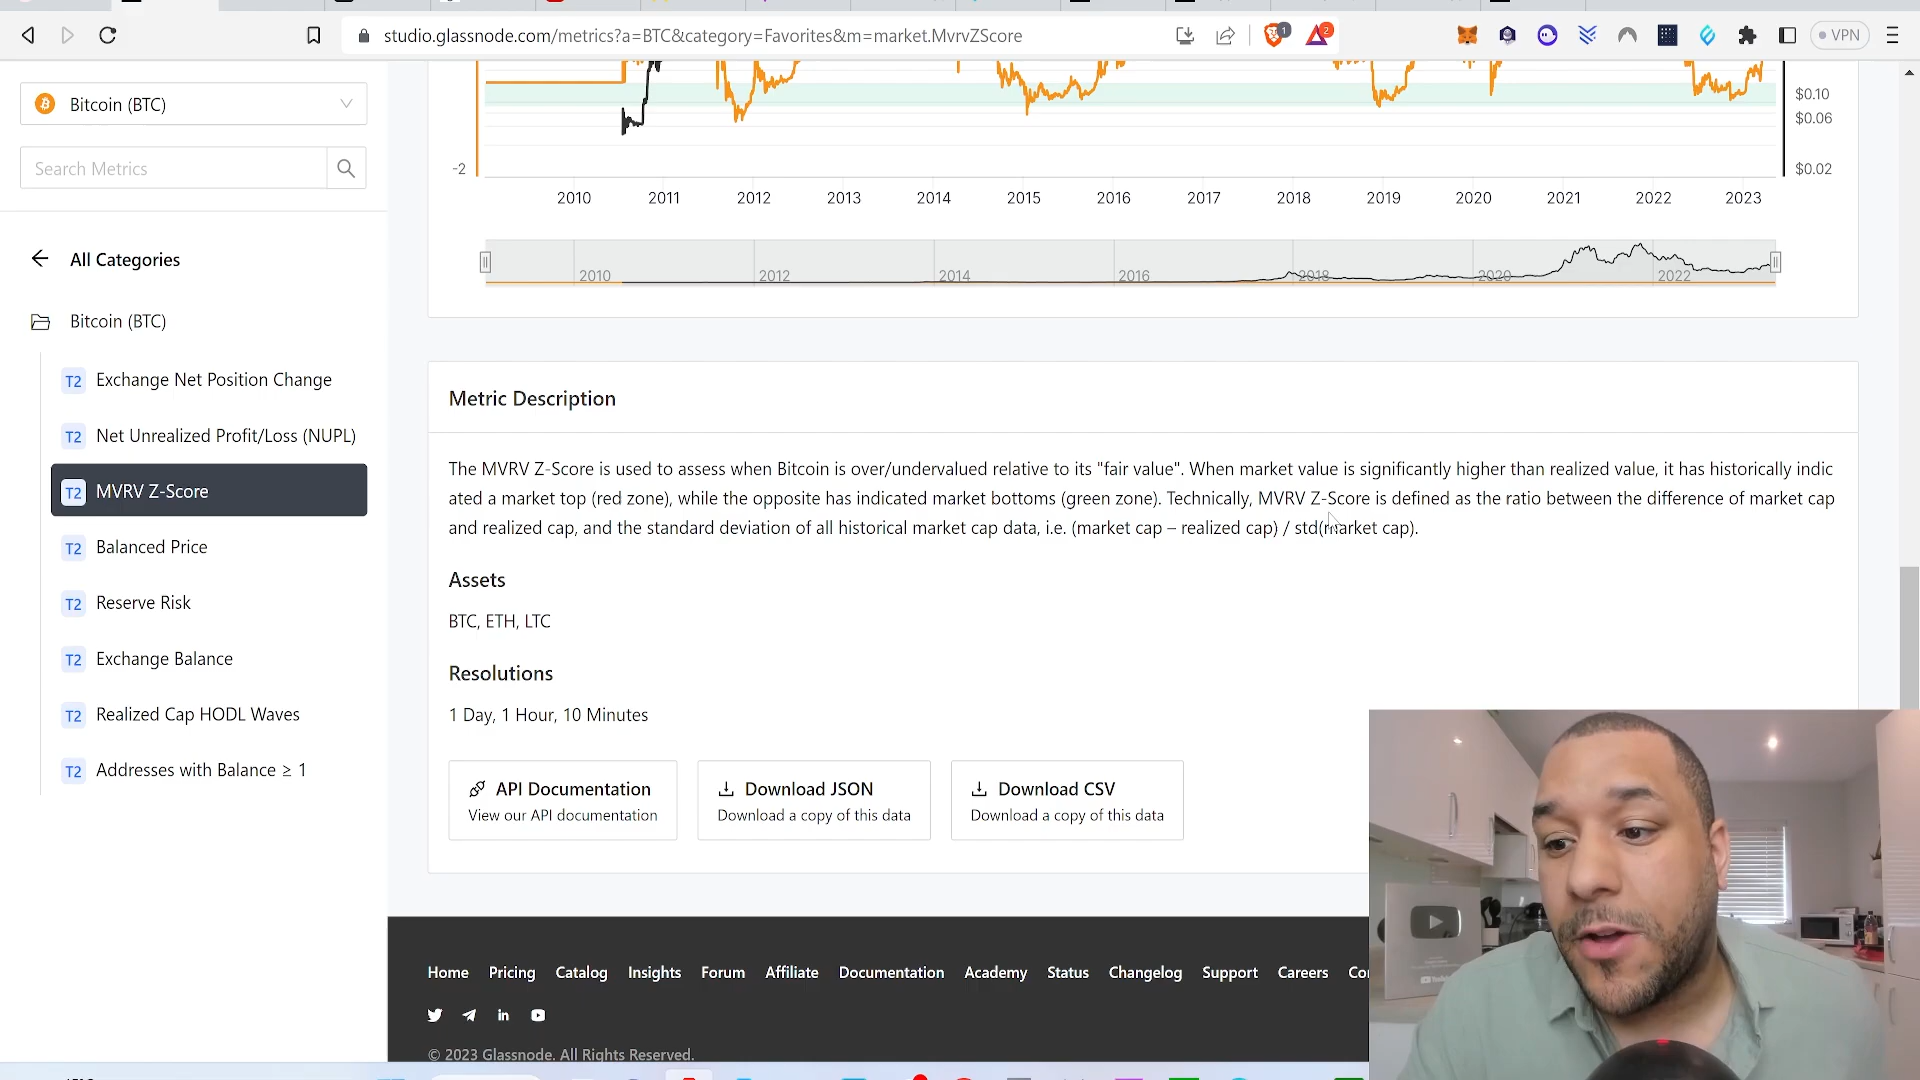 studio.glassnode.com/metrics?a=BTC&category=Favorites&m=market.MvrvZScore
1
2
VPN
Bitcoin (BTC)
Search Metrics
All Categories
Bitcoin (BTC)
T2 Exchange Net Position Change
T2 Net Unrealized Profit/Loss (NUPL)
T2 MVRV Z-Score
T2 Balanced Price
T2 Reserve Risk
T2 Exchange Balance
T2 Realized Cap HODL Waves
T2 Addresses with Balance ≥ 1
$0.10
$0.06
-2
$0.02
2010 2011 2012 2013 2014 2015 2016 2017 2018 2019 2020 2021 2022 2023
2010 2012 2014 2016 2018 2020 2022
Metric Description
The MVRV Z-Score is used to assess when Bitcoin is over/undervalued relative to its "fair value". When market value is significantly higher than realized value, it has historically indic
ated a market top (red zone), while the opposite has indicated market bottoms (green zone). Technically, MVRV Z-Score is defined as the ratio between the difference of market cap
and realized cap, and the standard deviation of all historical market cap data, i.e. (market cap – realized cap) / std(market cap).
Assets
BTC, ETH, LTC
Resolutions
1 Day, 1 Hour, 10 Minutes
API Documentation
View our API documentation
Download JSON
Download a copy of this data
Download CSV
Download a copy of this data
Home Pricing Catalog Insights Forum Affiliate Documentation Academy Status Changelog Support Careers
© 2023 Glassnode. All Rights Reserved.